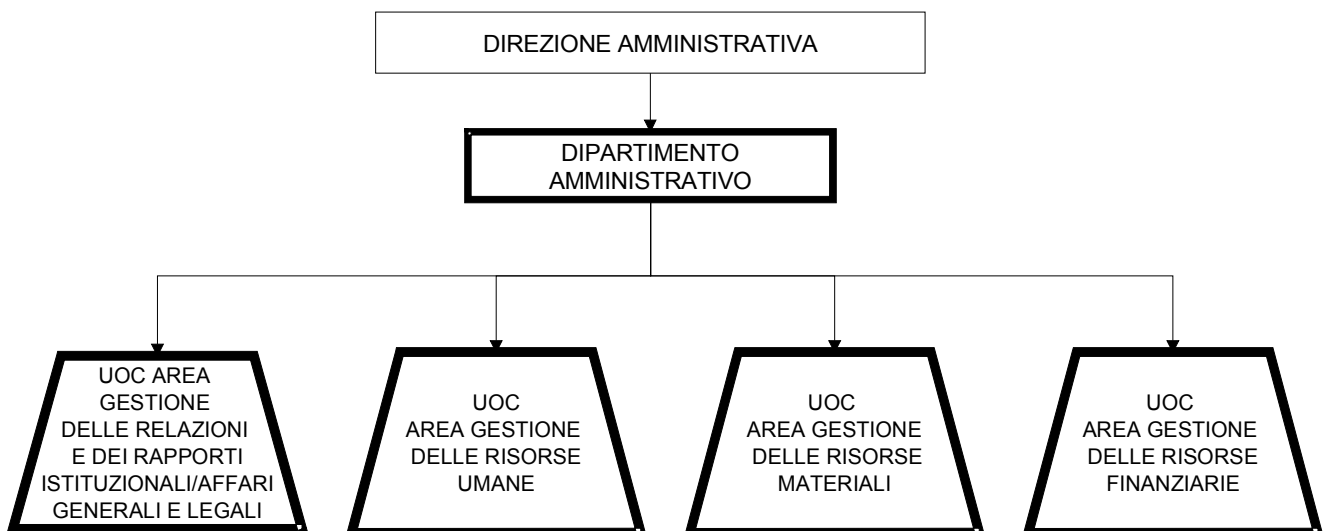 DIREZIONE AMMINISTRATIVA
DIPARTIMENTO
AMMINISTRATIVO
UOC AREA
GESTIONE
DELLE RELAZIONI
E DEI RAPPORTI
ISTITUZIONALI/AFFARI
GENERALI E LEGALI
UOC
AREA GESTIONE
DELLE RISORSE
UMANE
UOC
AREA GESTIONE
DELLE RISORSE
MATERIALI
UOC
AREA GESTIONE
DELLE RISORSE
FINANZIARIE